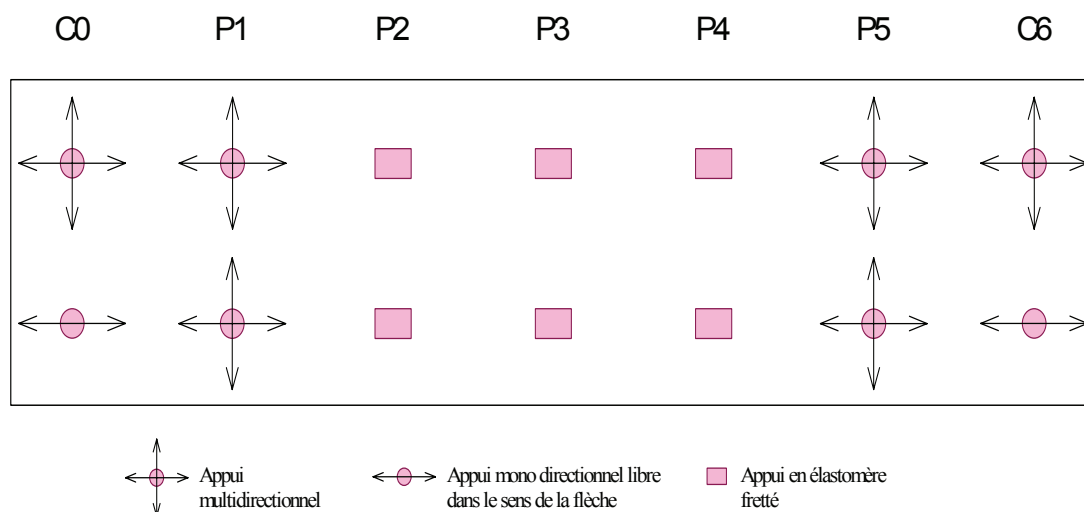 C0 P1 P2 P3 P4 P5 C6
Appui
multidirectionnel
Appui mono directionnel libre
dans le sens de la flèche
Appui en élastomère
fretté